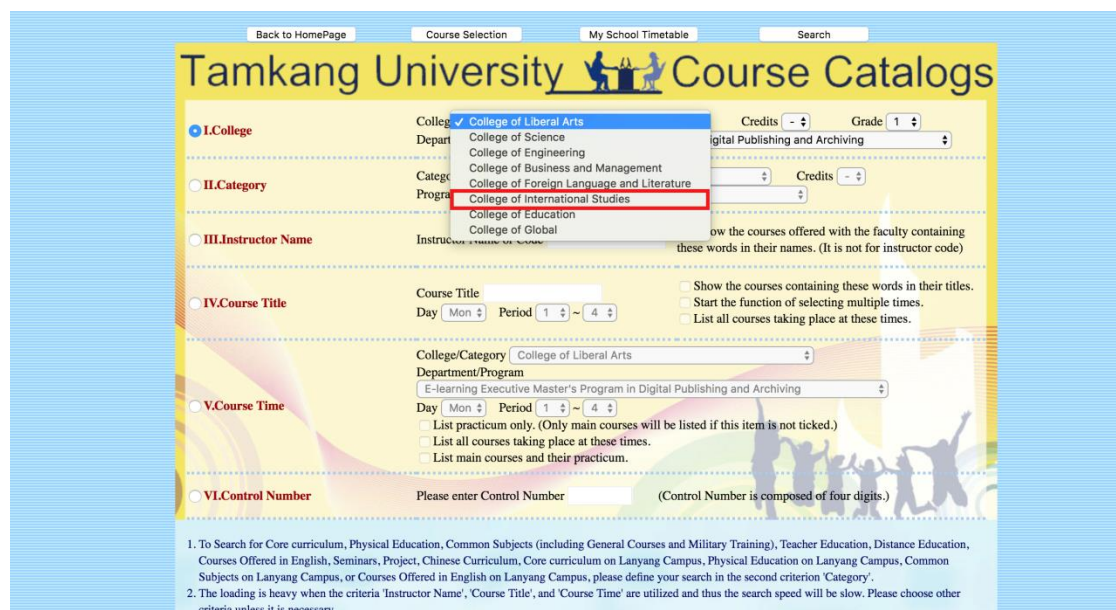 Back to HomePage Course Selection My School Timetable Search
Tamkang University Course Catalogs
I.College
✓ College of Liberal Arts Credits - Grade 1
College of Science
igital Publishing and Archiving
College of Engineering
College of Business and Management
II.Category
Credits -
College of Foreign Language and Literature
College of International Studies
College of Education
College of Global
III.Instructor Name
ow the courses offered with the faculty containing
these words in their names. (It is not for instructor code)
IV.Course Title
Course Title
Day Mon Period 1 ~ 4
Show the courses containing these words in their titles.
Start the function of selecting multiple times.
List all courses taking place at these times.
V.Course Time
College/Category College of Liberal Arts
Department/Program
E-learning Executive Master's Program in Digital Publishing and Archiving
Day Mon Period 1 ~ 4
List practicum only. (Only main courses will be listed if this item is not ticked.)
List all courses taking place at these times.
List main courses and their practicum.
VI.Control Number Please enter Control Number (Control Number is composed of four digits.)
1. To Search for Core curriculum, Physical Education, Common Subjects (including General Courses and Military Training), Teacher Education, Distance Education,
Courses Offered in English, Seminars, Project, Chinese Curriculum, Core curriculum on Lanyang Campus, Physical Education on Lanyang Campus, Common
Subjects on Lanyang Campus, or Courses Offered in English on Lanyang Campus, please define your search in the second criterion 'Category'.
2. The loading is heavy when the criteria 'Instructor Name', 'Course Title', and 'Course Time' are utilized and thus the search speed will be slow. Please choose other
criteria unless it is necessary